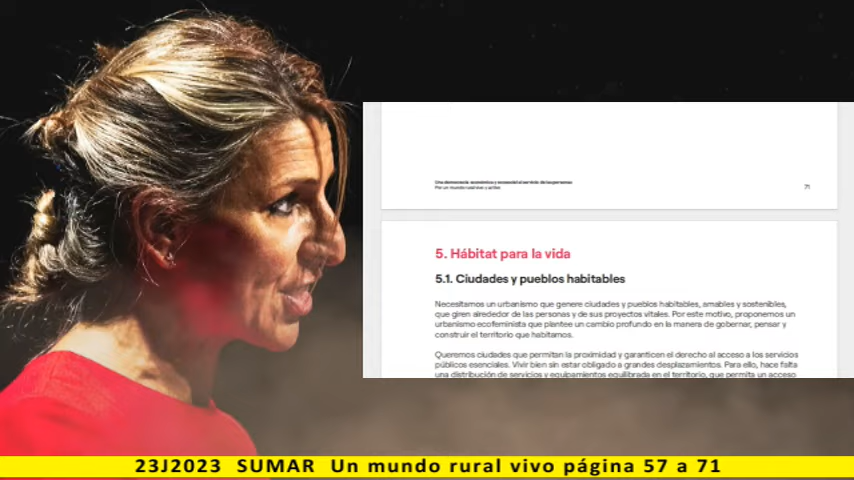 Una democracia económica y ecosocial al servicio de las personas
Por un mundo rural vivo y activo
71
5. Hábitat para la vida
5.1. Ciudades y pueblos habitables
Necesitamos un urbanismo que genere ciudades y pueblos habitables, amables y sostenibles,
que giren alrededor de las personas y de sus proyectos vitales. Por este motivo, proponemos un
urbanismo ecofeminista que plantee un cambio profundo en la manera de gobernar, pensar y
construir el territorio que habitamos.
Queremos ciudades que permitan la proximidad y garanticen el derecho al acceso a los servicios
públicos esenciales. Vivir bien sin estar obligado a grandes desplazamientos. Para ello, hace falta
una distribución de servicios y equipamientos equilibrada en el territorio, que permita un acceso
23J2023 SUMAR Un mundo rural vivo página 57 a 71